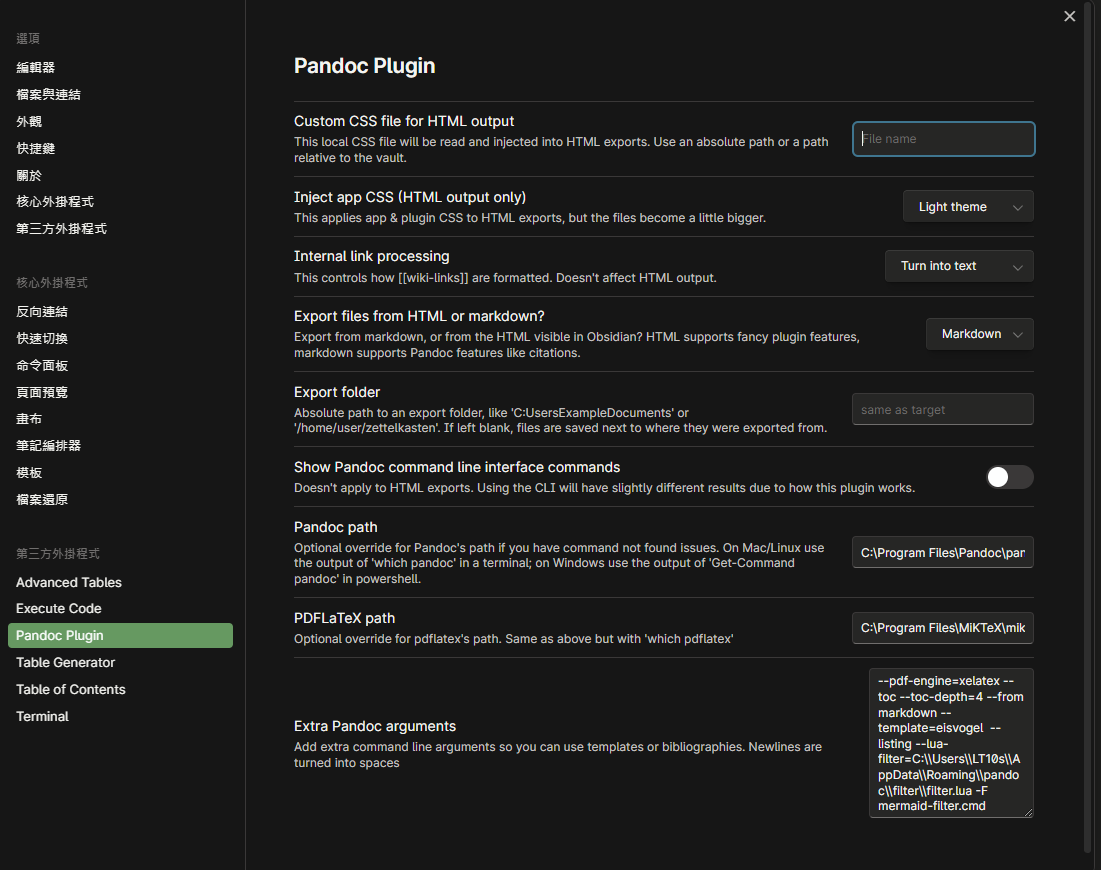 選項
編輯器
檔案與連結
外觀
快捷鍵
關於
核心外掛程式
第三方外掛程式
核心外掛程式
反向連結
快速切換
命令面板
頁面預覽
畫布
筆記編排器
模板
檔案還原
第三方外掛程式
Advanced Tables
Execute Code
Pandoc Plugin
Table Generator
Table of Contents
Terminal
Pandoc Plugin
Custom CSS file for HTML output
This local CSS file will be read and injected into HTML exports. Use an absolute path or a path
relative to the vault.
File name
Inject app CSS (HTML output only)
This applies app & plugin CSS to HTML exports, but the files become a little bigger.
Light theme
Internal link processing
This controls how [[wiki-links]] are formatted. Doesn't affect HTML output.
Turn into text
Export files from HTML or markdown?
Export from markdown, or from the HTML visible in Obsidian? HTML supports fancy plugin features,
markdown supports Pandoc features like citations.
Markdown
Export folder
Absolute path to an export folder, like 'C:UsersExampleDocuments' or
'/home/user/zettelkasten'. If left blank, files are saved next to where they were exported from.
same as target
Show Pandoc command line interface commands
Doesn't apply to HTML exports. Using the CLI will have slightly different results due to how this plugin works.
Pandoc path
Optional override for Pandoc's path if you have command not found issues. On Mac/Linux use
the output of 'which pandoc' in a terminal; on Windows use the output of 'Get-Command
pandoc' in powershell.
C:\Program Files\Pandoc\pan
PDFLaTeX path
Optional override for pdflatex's path. Same as above but with 'which pdflatex'
C:\Program Files\MiKTeX\mik
Extra Pandoc arguments
Add extra command line arguments so you can use templates or bibliographies. Newlines are
turned into spaces
--pdf-engine=xelatex --
toc --toc-depth=4 --from
markdown --
template=eisvogel  --
listing --lua-
filter=C:\\Users\\LT10s\\A
ppData\\Roaming\\pando
c\\filter\\filter.lua -F
mermaid-filter.cmd